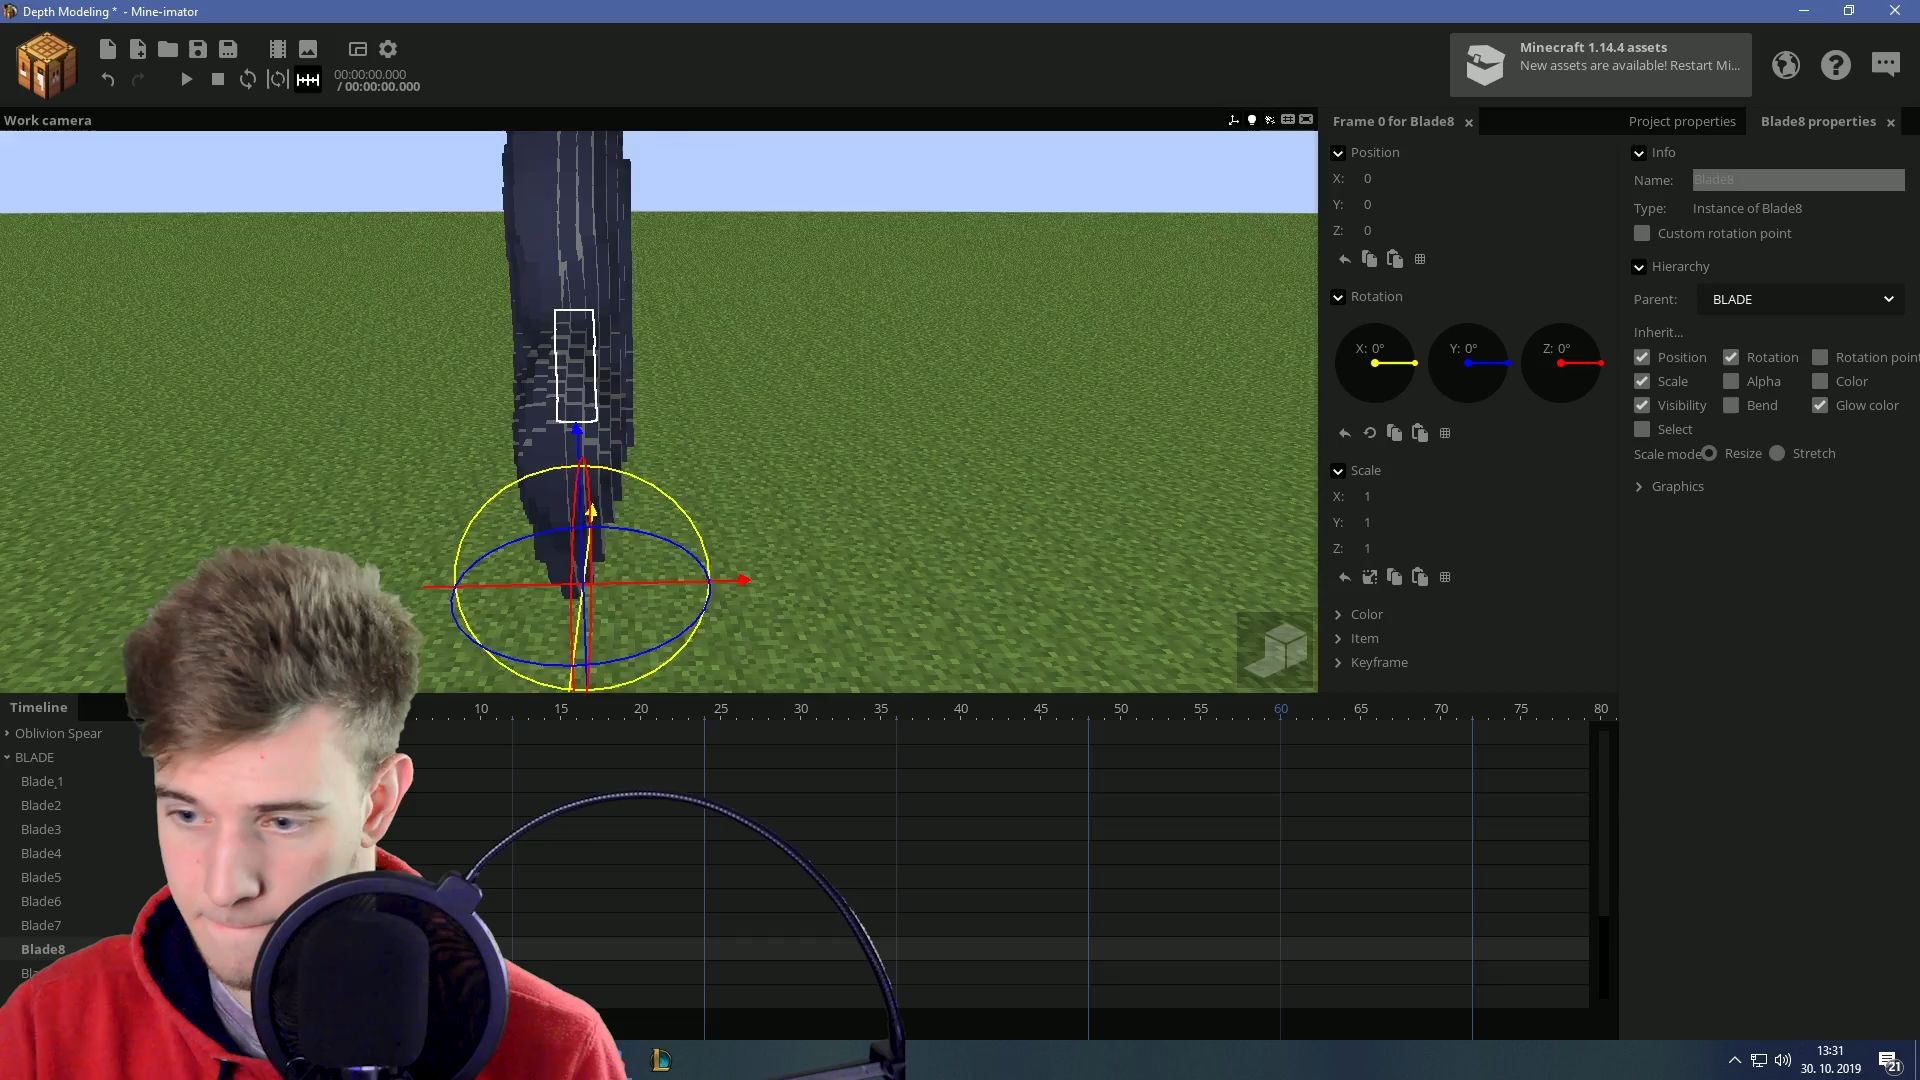 Depth Modeling * - Mine-imator
Minecraft 1.14.4 assets
New assets are available! Restart Mi...
00:00:00.000
/ 00:00:00.000
Work camera
Frame 0 for Blade8
Project properties
Blade8 properties
Position
X: 0
Y: 0
Z: 0
Rotation
X: 0°
Y: 0°
Z: 0°
Scale
X: 1
Y: 1
Z: 1
Color
Item
Keyframe
Info
Name: Blade8
Type: Instance of Blade8
Custom rotation point
Hierarchy
Parent: BLADE
Inherit...
Position Rotation Rotation point
Scale Alpha Color
Visibility Bend Glow color
Select
Scale mode Resize Stretch
Graphics
Timeline
10 15 20 25 30 35 40 45 50 55 60 65 70 75 80
Oblivion Spear
BLADE
Blade_1
Blade2
Blade3
Blade4
Blade5
Blade6
Blade7
Blade8
13:31
30. 10. 2019
21